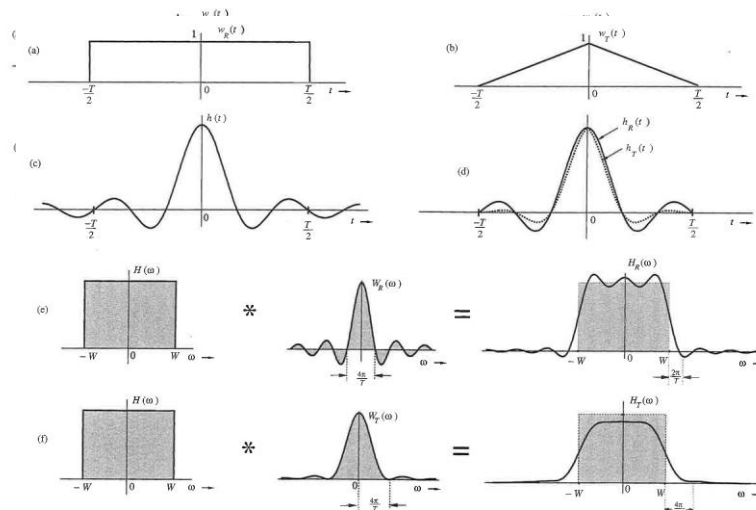 (a)
1
w_R(t)
-T/2
0
T/2
t →
(b)
1
w_T(t)
-T/2
0
T/2
t →
(c)
h(t)
-T/2
0
T/2
t →
(d)
h_R(t)
h_T(t)
-T/2
0
T/2
t →
(e)
H(ω)
-W
0
W
ω →
*
W_R(ω)
4π/T
ω →
=
H_R(ω)
-W
0
W
ω →
2π/T
(f)
H(ω)
-W
0
W
ω →
*
W_T(ω)
0
4π/T
ω →
=
H_T(ω)
-W
0
W
ω →
4π